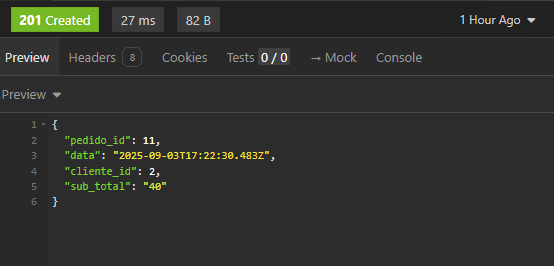 201 Created 27 ms 82 B 1 Hour Ago
Preview Headers 8 Cookies Tests 0 / 0 → Mock Console
Preview
1 {
2 "pedido_id": 11,
3 "data": "2025-09-03T17:22:30.483Z",
4 "cliente_id": 2,
5 "sub_total": "40"
6 }